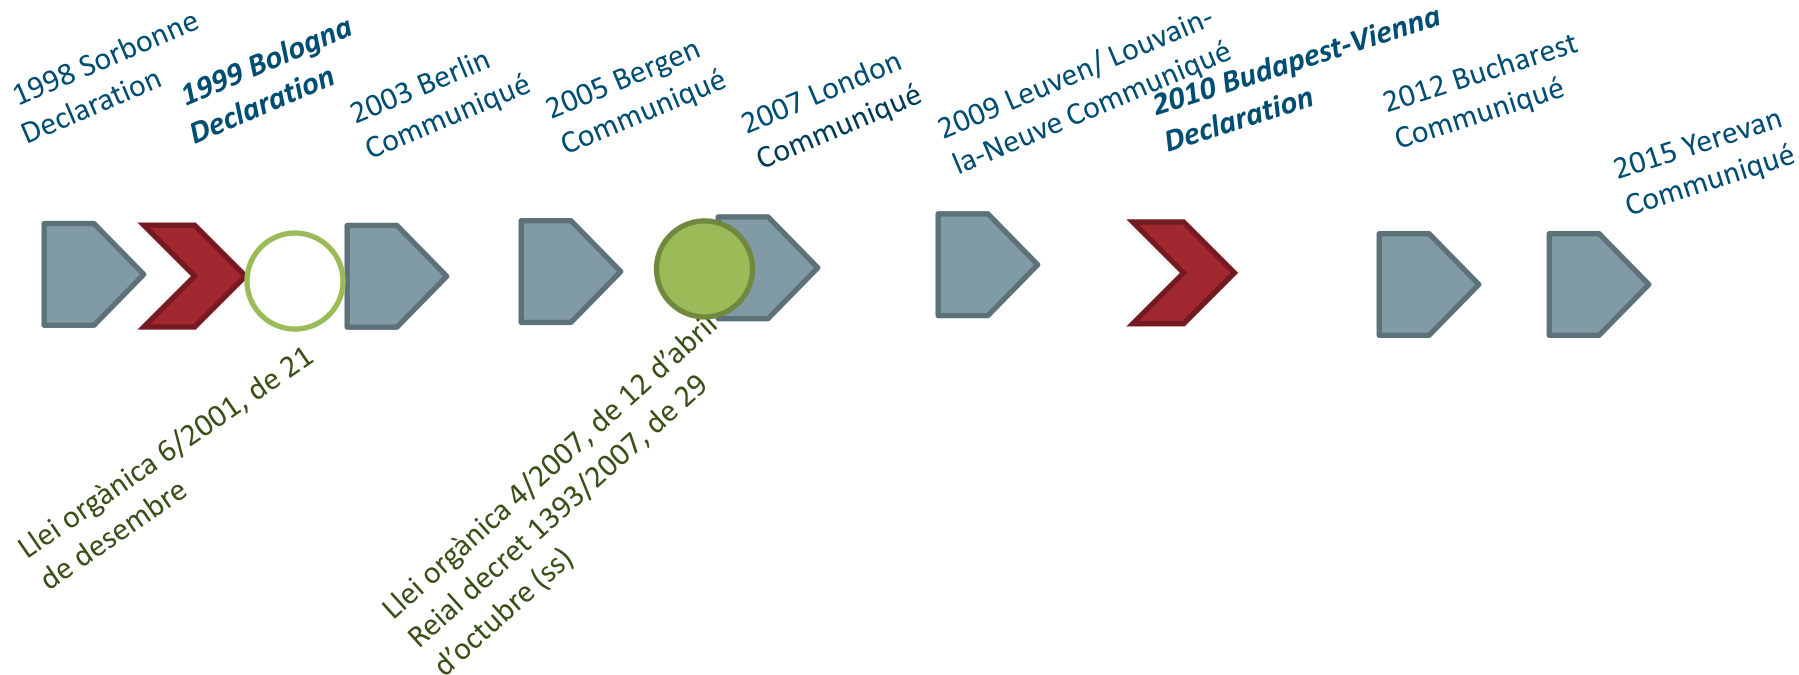 1998 Sorbonne
Declaration
1999 Bologna
Declaration
2003 Berlin
Communiqué
2005 Bergen
Communiqué
2007 London
Communiqué
2009 Leuven/ Louvain-
la-Neuve Communiqué
2010 Budapest-Vienna
Declaration
2012 Bucharest
Communiqué
2015 Yerevan
Communiqué
Llei orgànica 6/2001, de 21
de desembre
Llei orgànica 4/2007, de 12 d’abril
Reial decret 1393/2007, de 29
d’octubre (ss)